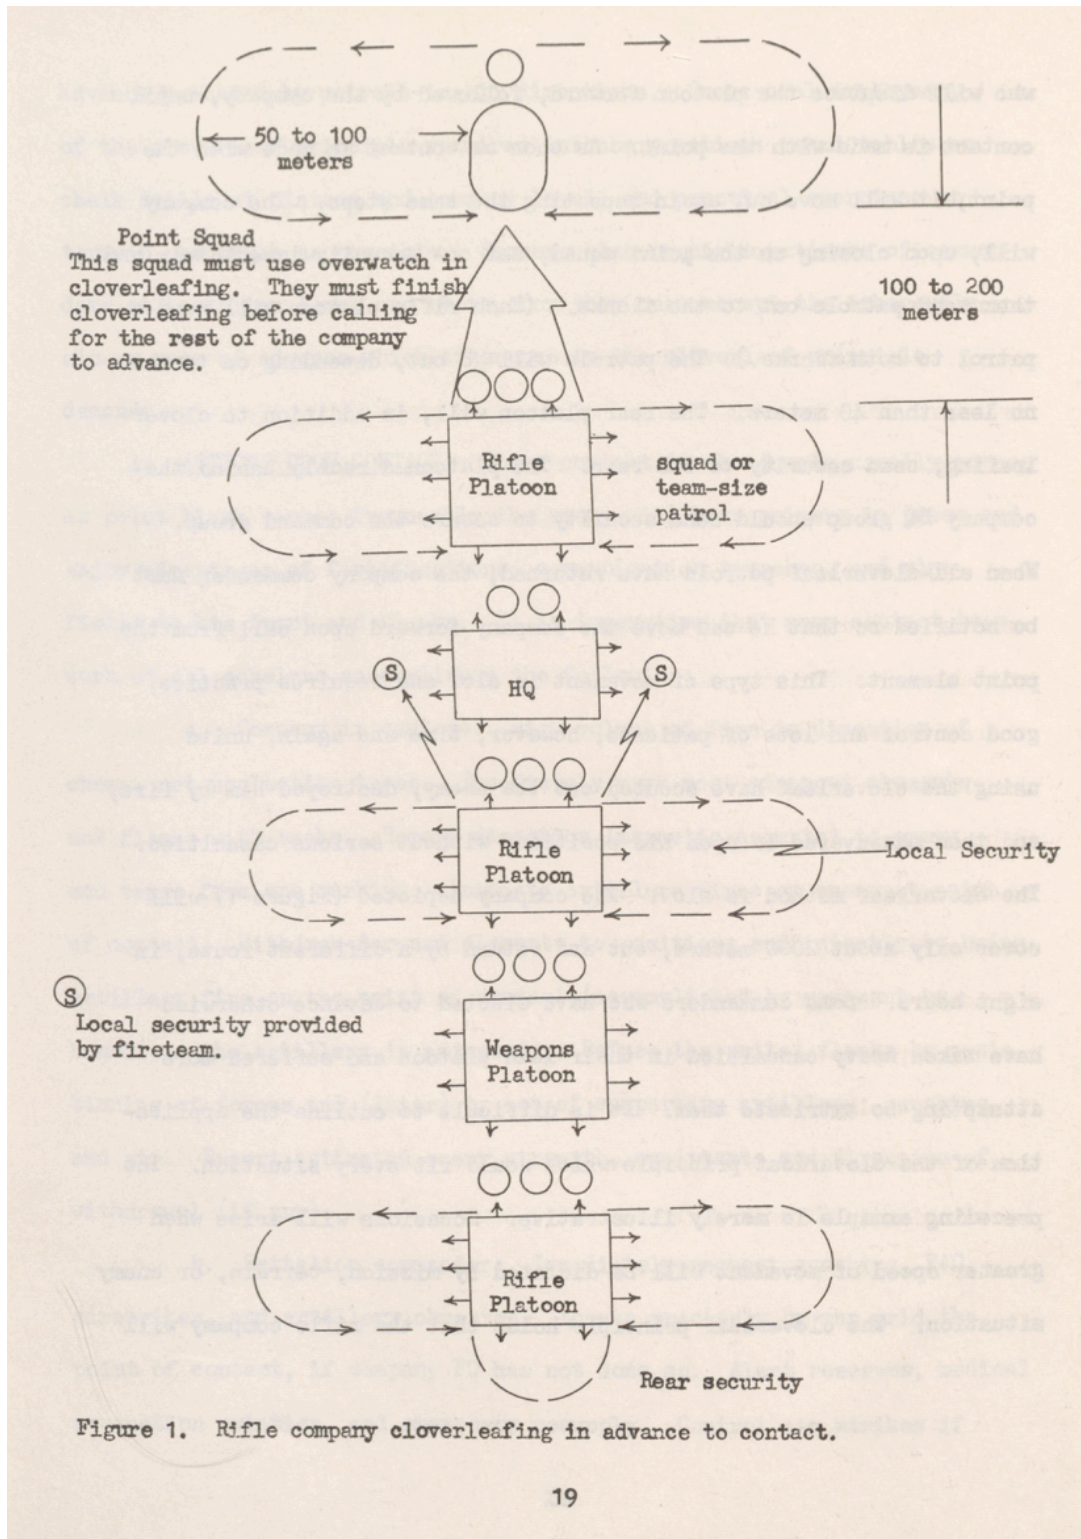 50 to 100
meters
Point Squad
This squad must use overwatch in
cloverleafing. They must finish
cloverleafing before calling
for the rest of the company
to advance.
100 to 200
meters
Rifle
Platoon
squad or
team-size
patrol
S
S
HQ
Rifle
Platoon
Local Security
S
Local security provided
by fireteam.
Weapons
Platoon
Rifle
Platoon
Rear security
Figure 1. Rifle company cloverleafing in advance to contact.
19